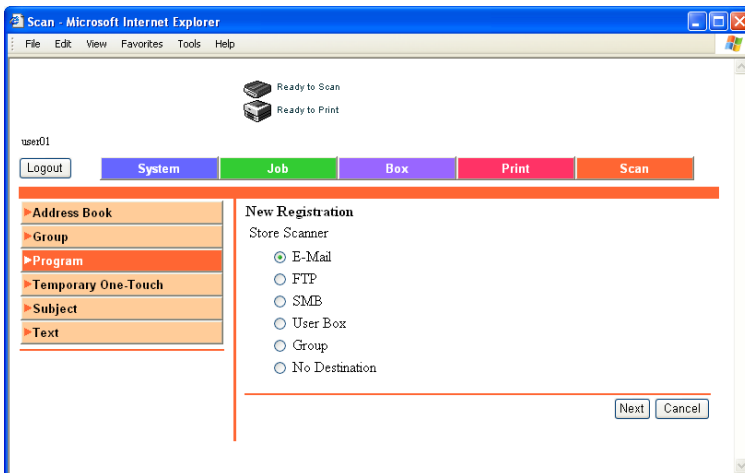 Scan - Microsoft Internet Explorer
File Edit View Favorites Tools Help
Ready to Scan
Ready to Print
user01
Logout System Job Box Print Scan
Address Book
Group
Program
Temporary One-Touch
Subject
Text
New Registration
Store Scanner
E-Mail
FTP
SMB
User Box
Group
No Destination
Next Cancel